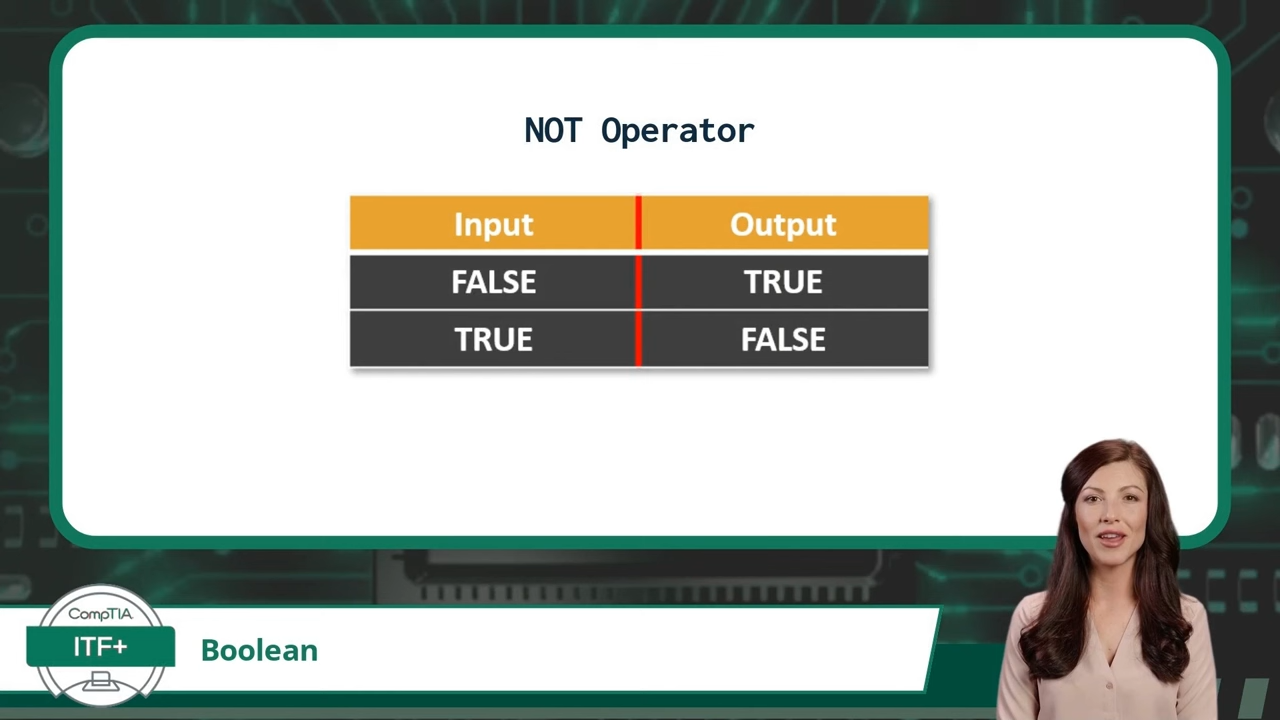 NOT Operator
Input Output
FALSE TRUE
TRUE FALSE
CompTIA
ITF+
Boolean